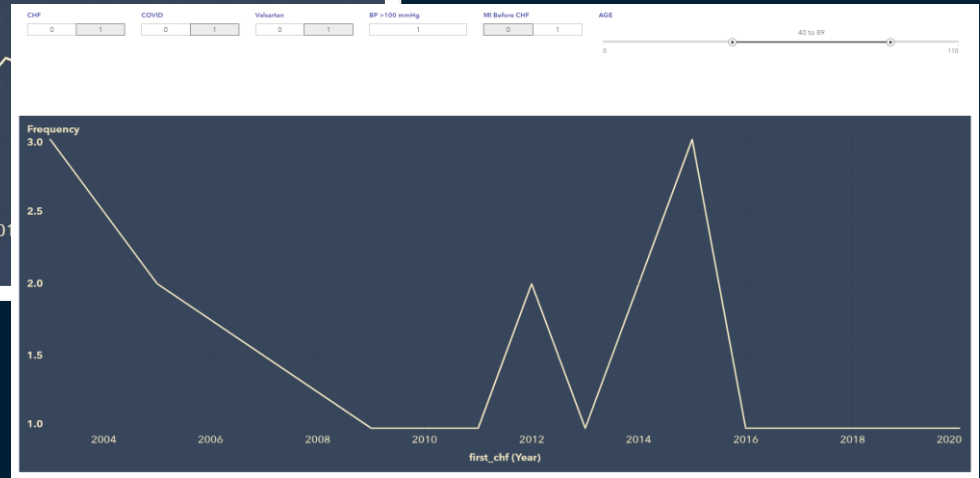 CHF COVID Valsartan BP >100 mmHg MI Before CHF AGE
0 1 0 1 0 1 1 0 1 40 to 89
0 110
Frequency
3.0
2.5
2.0
1.5
1.0
2004 2006 2008 2010 2012 2014 2016 2018 2020
first_chf (Year)